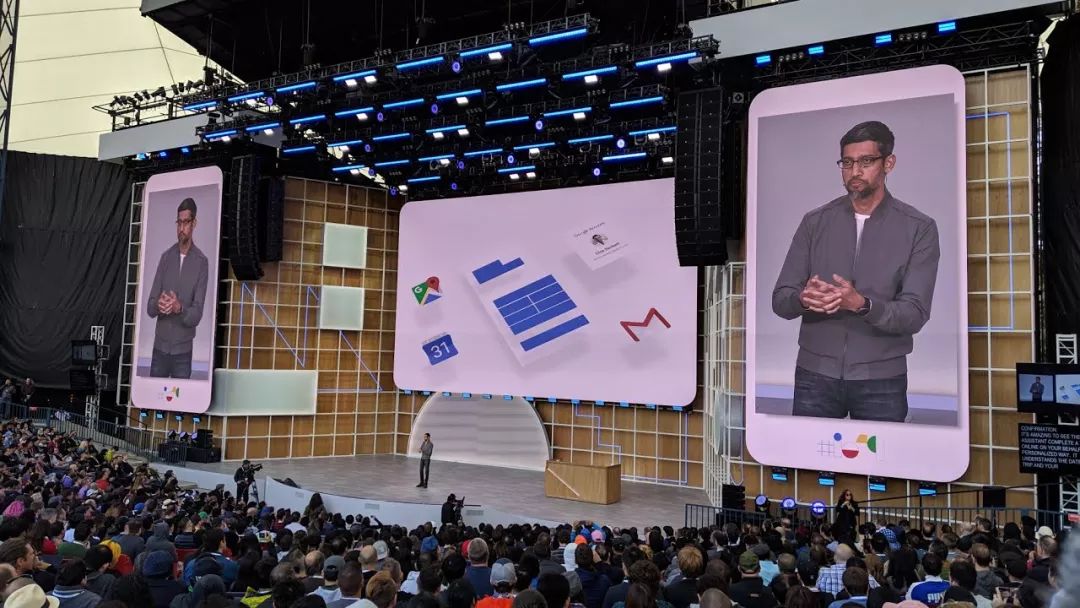 31
G
CONFIRMATION.
IT'S AMAZING TO SEE THE
ASSISTANT COMPLETE A
ONLINE ON YOUR BEHALF
PERSONALIZED WAY. IT
UNDERSTANDS THE DATE
TRIP AND YOUR